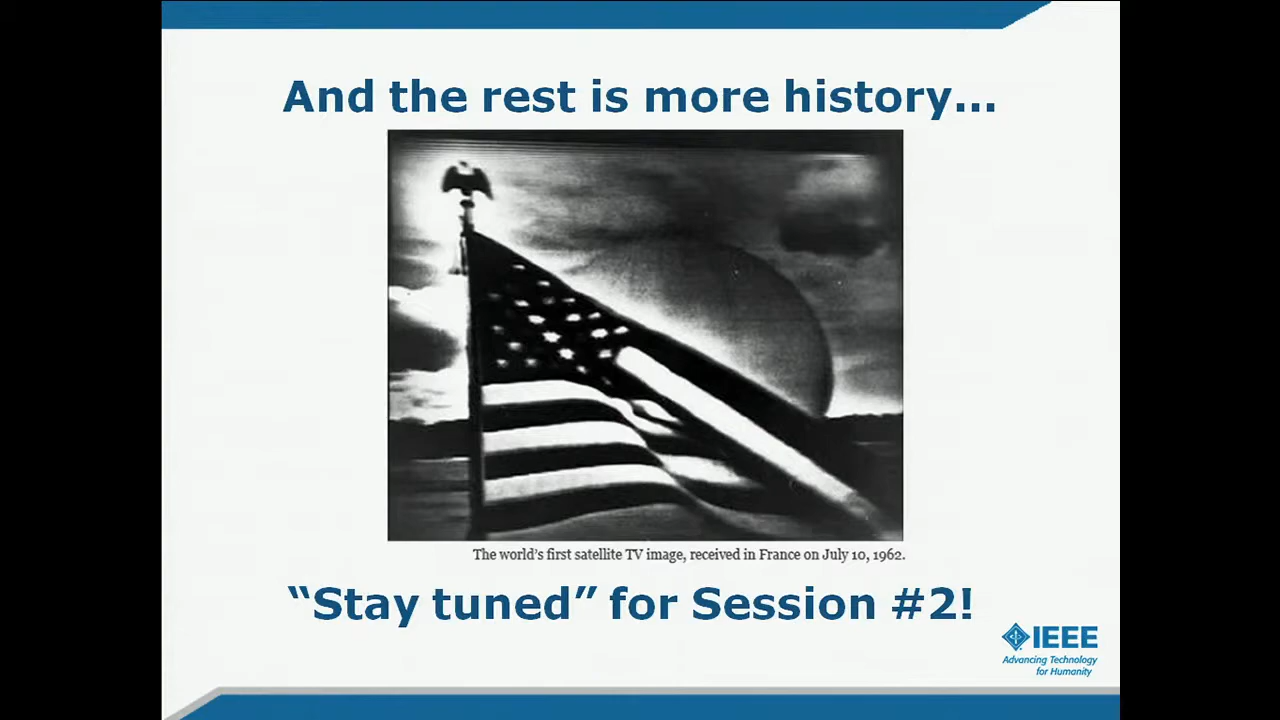 And the rest is more history...
The world's first satellite TV image, received in France on July 10, 1962.
“Stay tuned” for Session #2!
IEEE
Advancing Technology
for Humanity